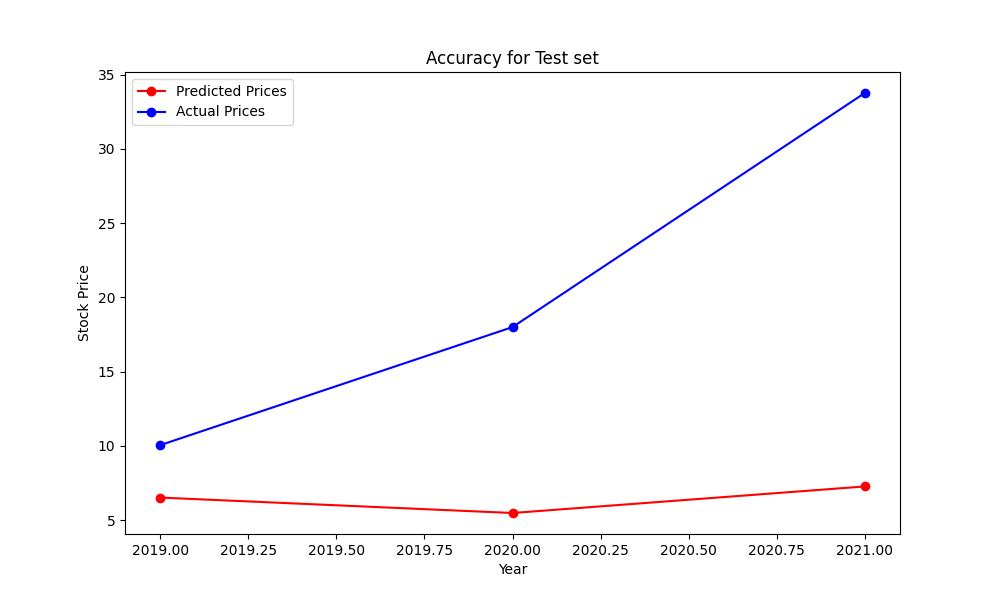 Accuracy for Test set
Predicted Prices
Actual Prices
35
30
25
20
15
10
5
Stock Price
2019.00 2019.25 2019.50 2019.75 2020.00 2020.25 2020.50 2020.75 2021.00
Year